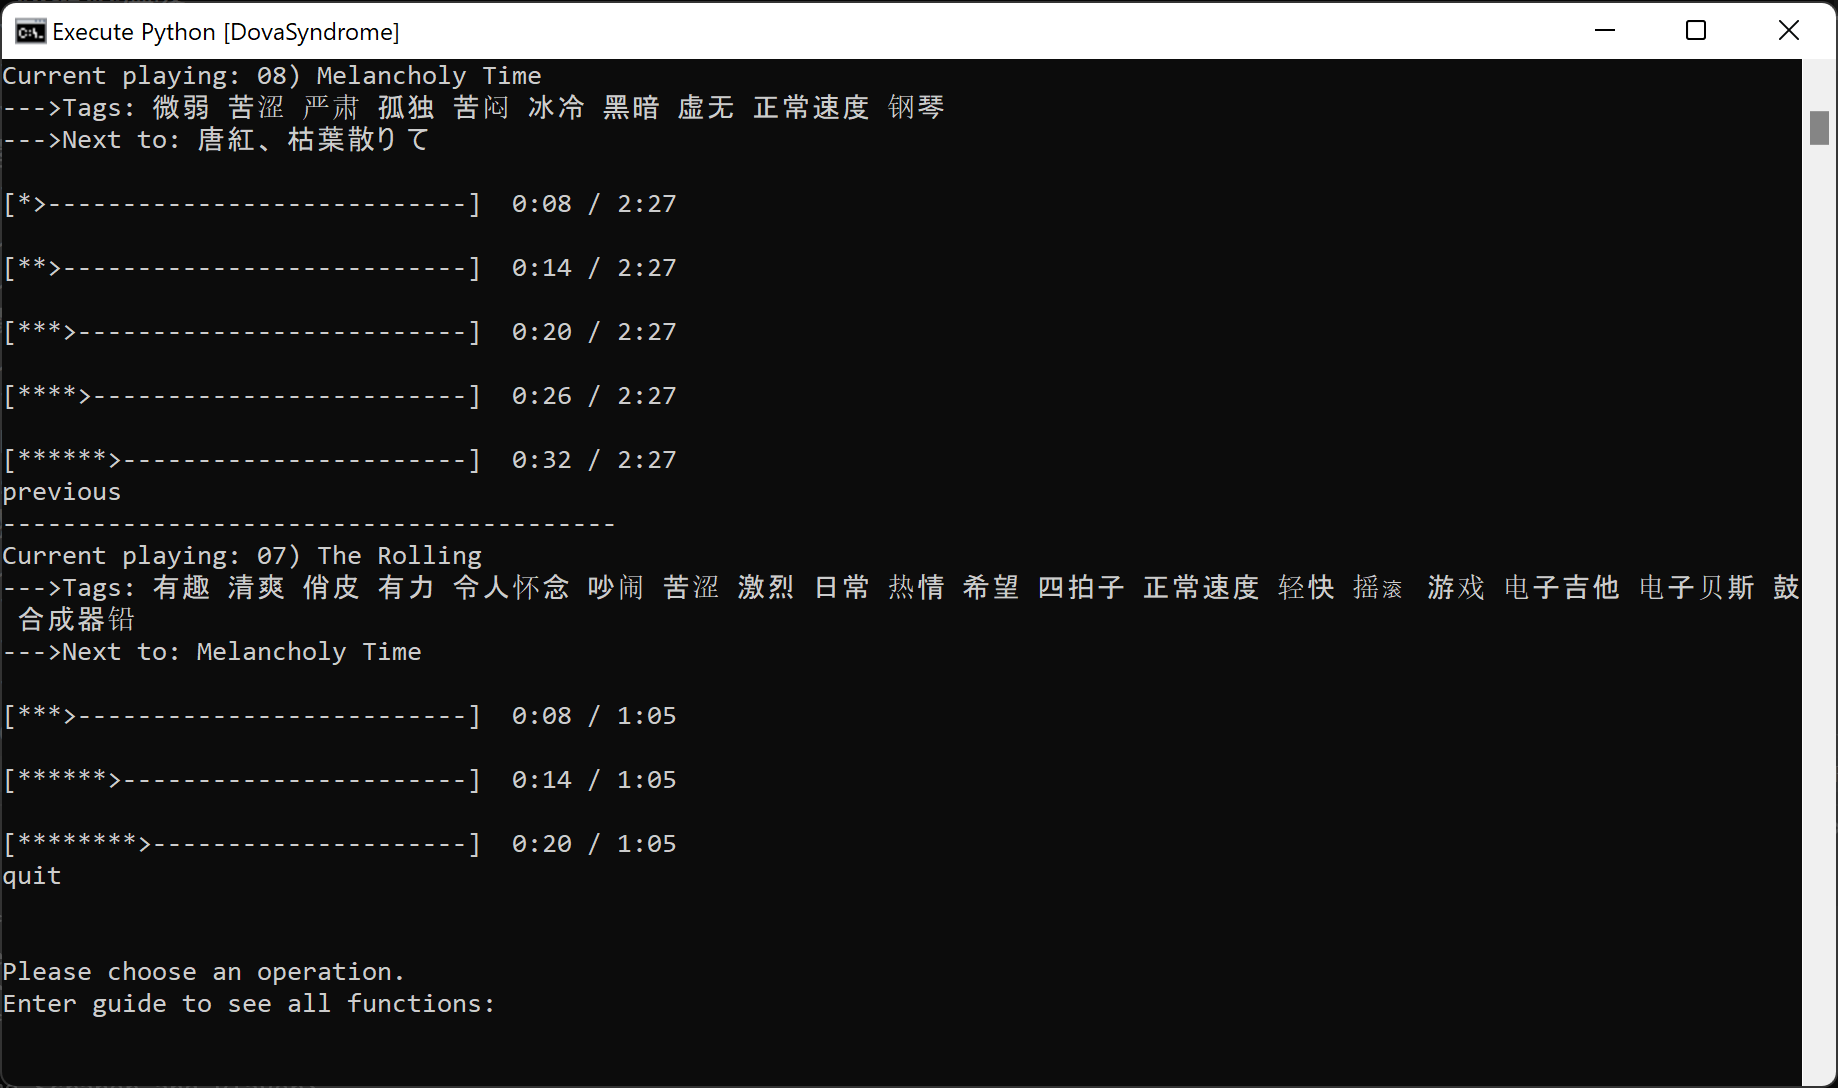 Execute Python [DovaSyndrome]
Current playing: 08) Melancholy Time
--->Tags: 微弱 苦涩 严肃 孤独 苦闷 冰冷 黑暗 虚无 正常速度 钢琴
--->Next to: 唐紅、枯葉散りて
[*>----------------------------]  0:08 / 2:27
[**>---------------------------]  0:14 / 2:27
[***>--------------------------]  0:20 / 2:27
[****>-------------------------]  0:26 / 2:27
[******>-----------------------]  0:32 / 2:27
previous
-----------------------------------------
Current playing: 07) The Rolling
--->Tags: 有趣 清爽 俏皮 有力 令人怀念 吵闹 苦涩 激烈 日常 热情 希望 四拍子 正常速度 轻快 摇滚 游戏 电子吉他 电子贝斯 鼓
合成器铅
--->Next to: Melancholy Time
[***>--------------------------]  0:08 / 1:05
[******>-----------------------]  0:14 / 1:05
[********>---------------------]  0:20 / 1:05
quit
Please choose an operation.
Enter guide to see all functions: